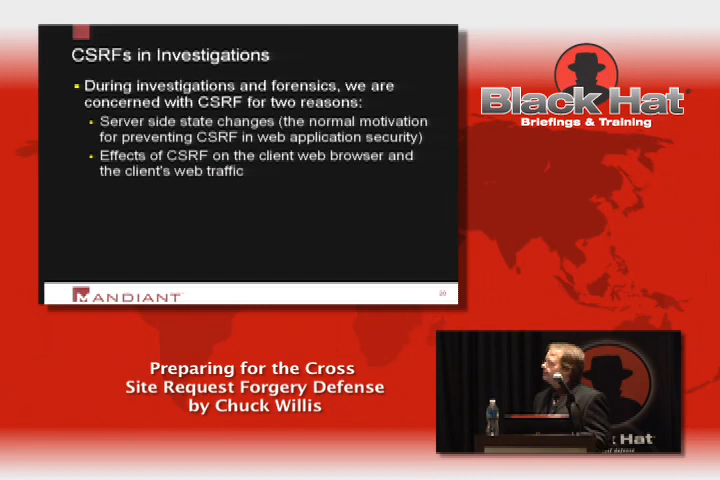 CSRFs in Investigations
During investigations and forensics, we are
concerned with CSRF for two reasons:
Server side state changes (the normal motivation
for preventing CSRF in web application security)
Effects of CSRF on the client web browser and
the client's web traffic
MANDIANT
20
Black Hat
Briefings & Training
Preparing for the Cross
Site Request Forgery Defense
by Chuck Willis
Hat